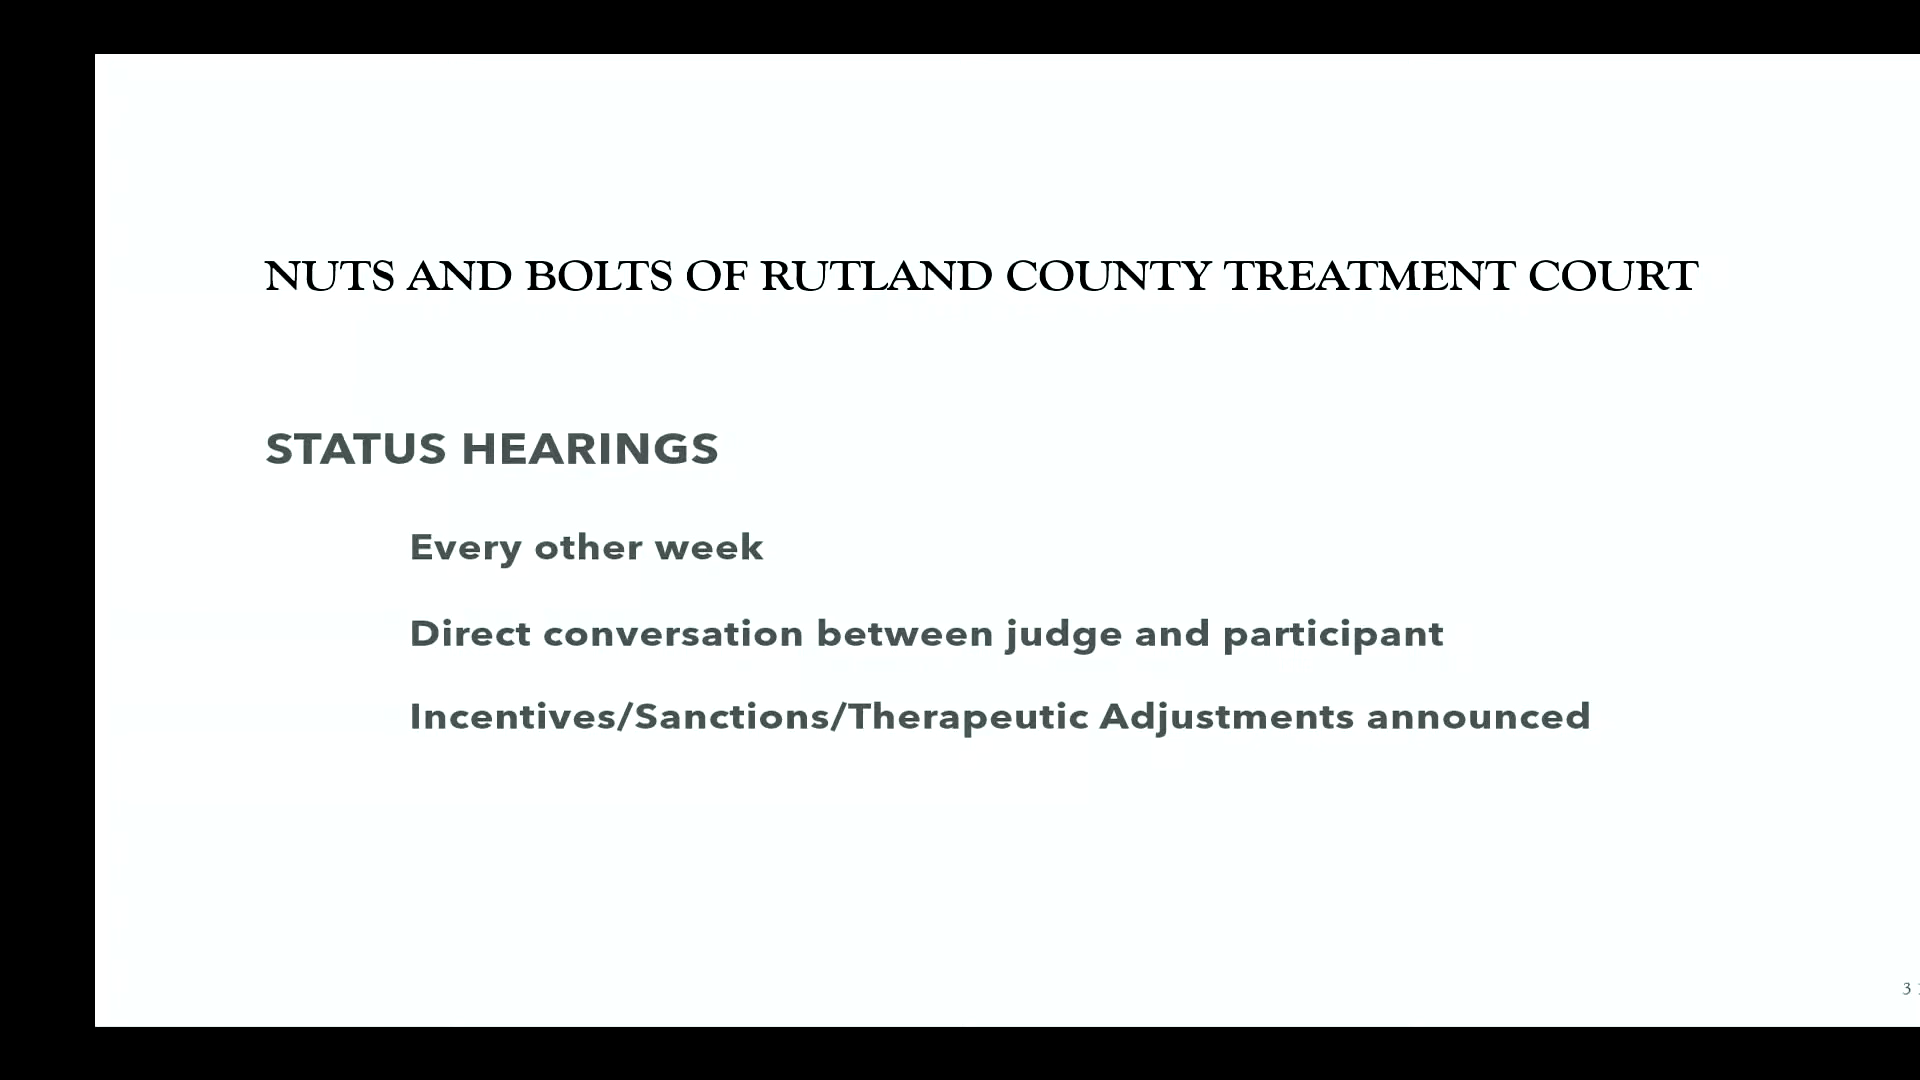 NUTS AND BOLTS OF RUTLAND COUNTY TREATMENT COURT
STATUS HEARINGS
Every other week
Direct conversation between judge and participant
Incentives/Sanctions/Therapeutic Adjustments announced